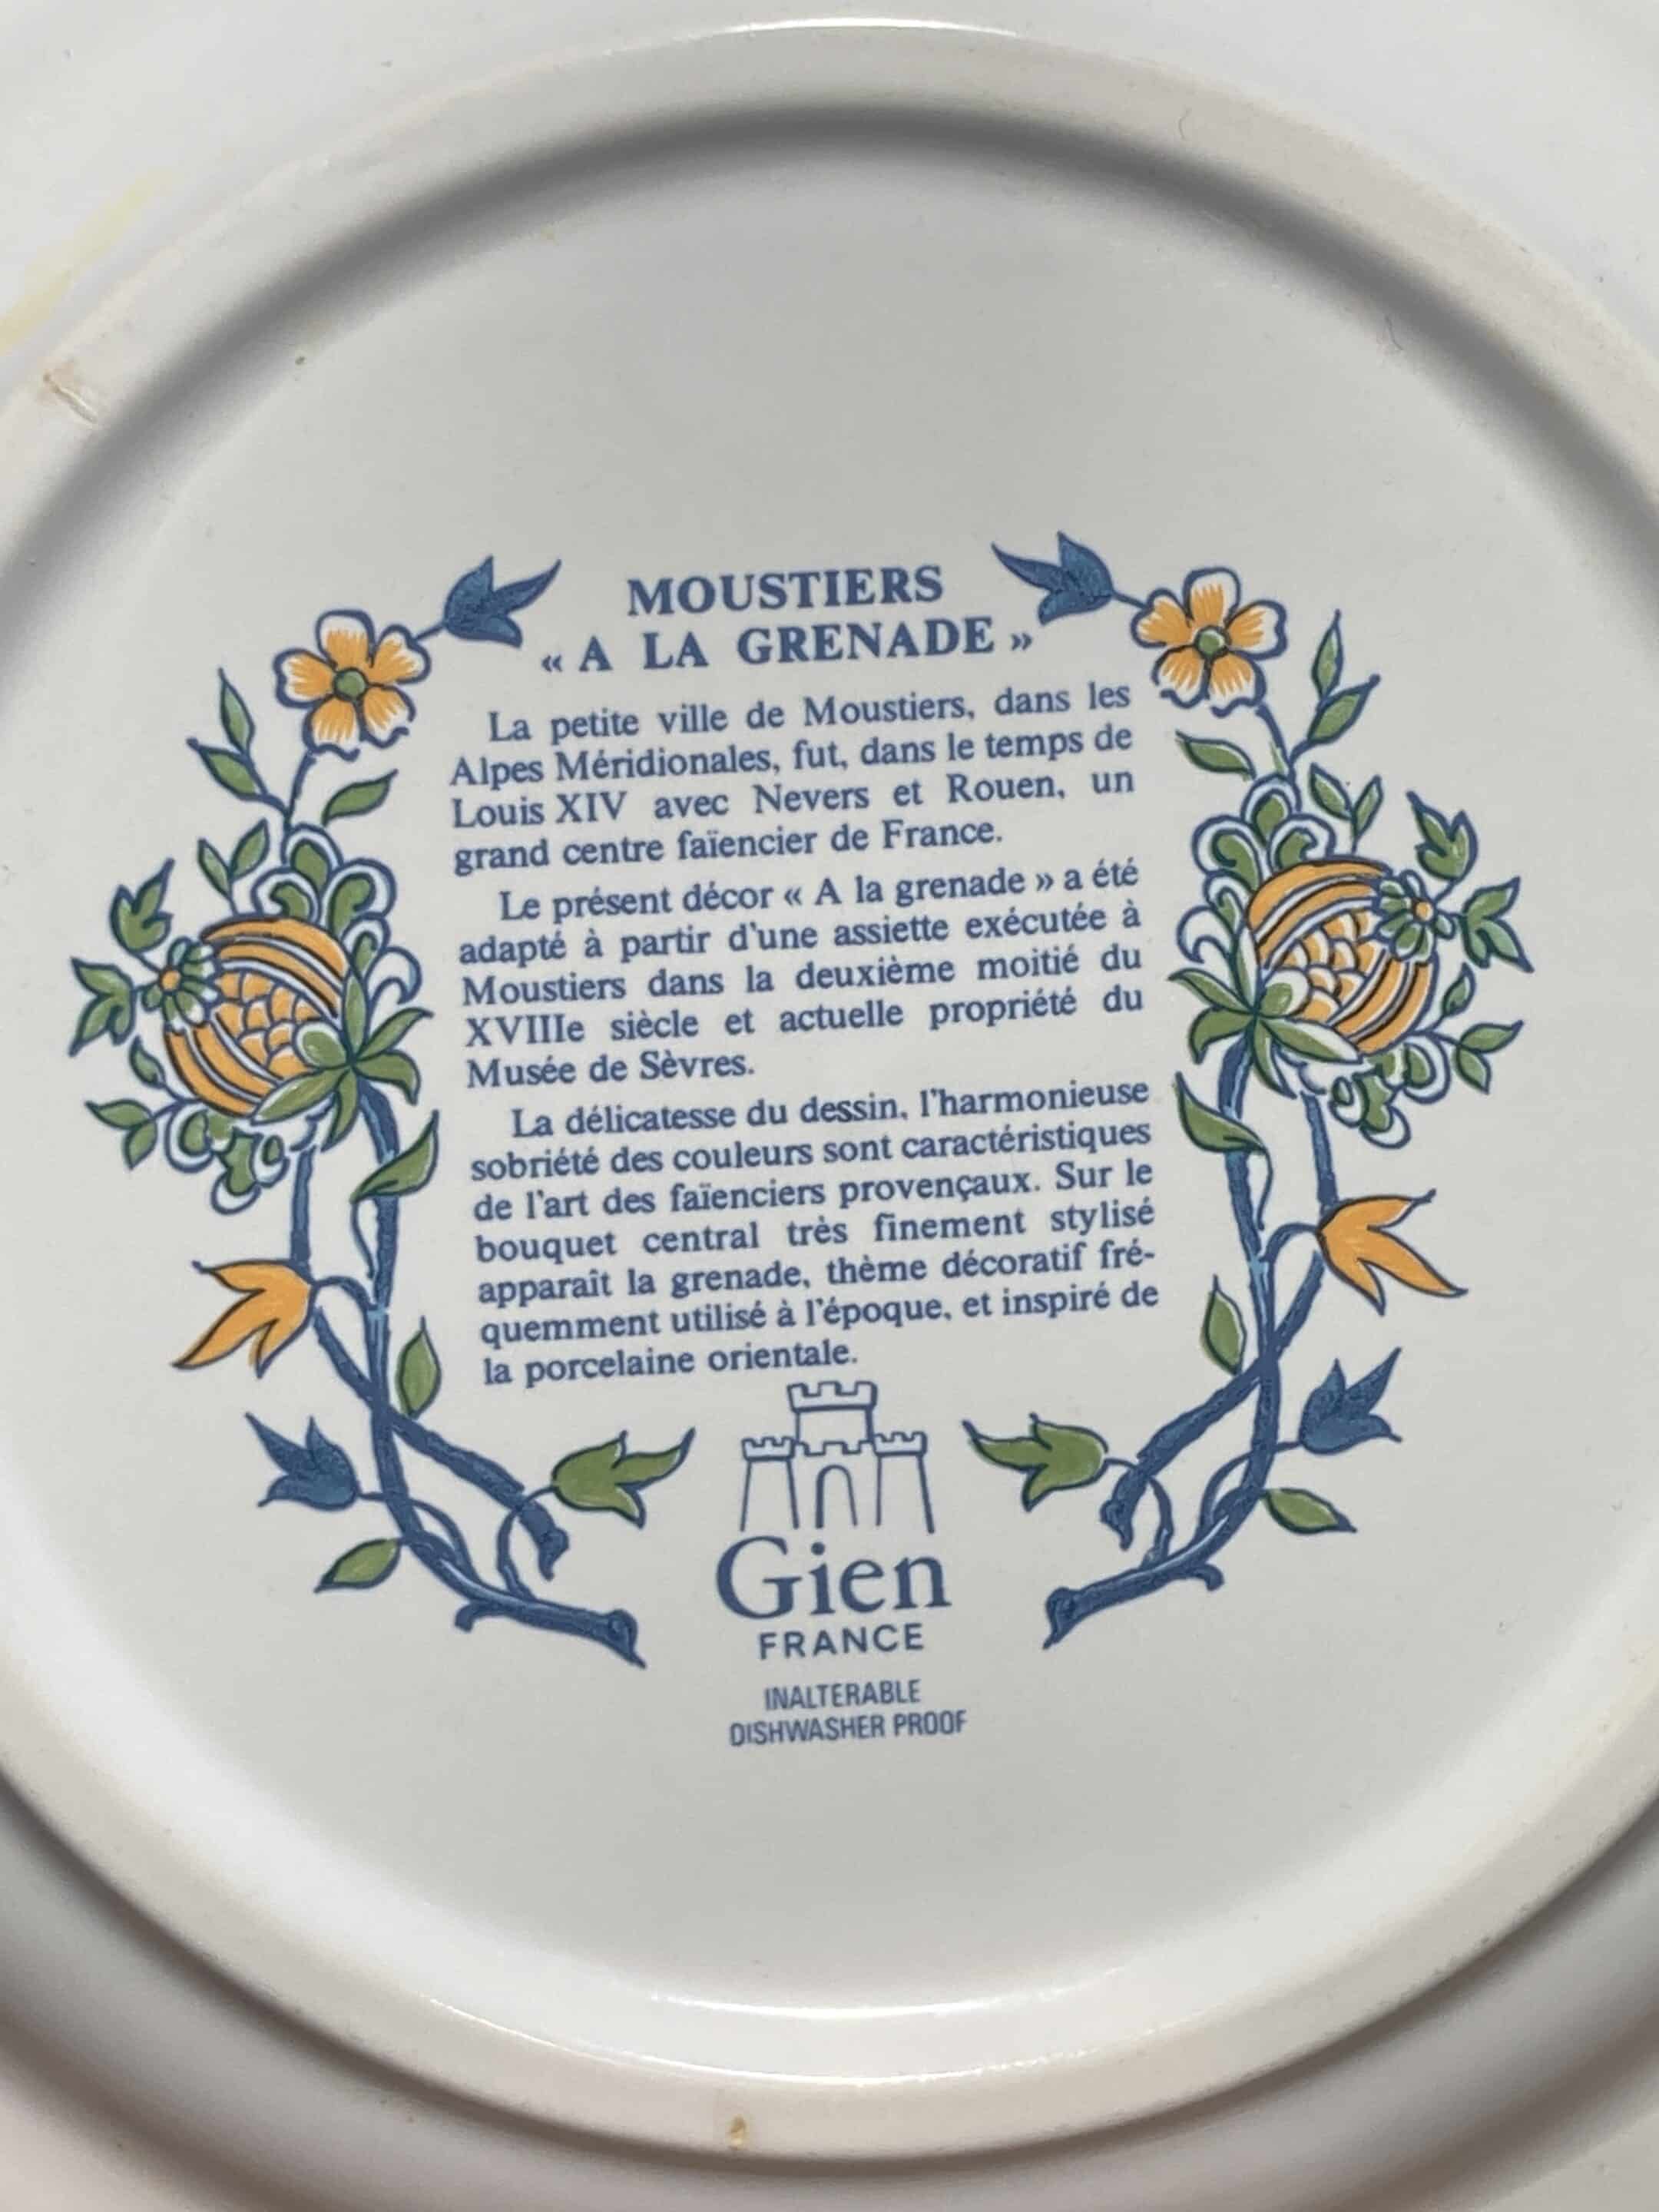 MOUSTIERS
« A LA GRENADE »
La petite ville de Moustiers, dans les
Alpes Méridionales, fut, dans le temps de
Louis XIV avec Nevers et Rouen, un
grand centre faïencier de France.
Le présent décor « A la grenade » a été
adapté à partir d'une assiette exécutée à
Moustiers dans la deuxième moitié du
XVIIIe siècle et actuelle propriété du
Musée de Sèvres.
La délicatesse du dessin, l'harmonieuse
sobriété des couleurs sont caractéristiques
de l'art des faïenciers provençaux. Sur le
bouquet central très finement stylisé
apparaît la grenade, thème décoratif fré-
quemment utilisé à l'époque, et inspiré de
la porcelaine orientale.
Gien
FRANCE
INALTERABLE
DISHWASHER PROOF